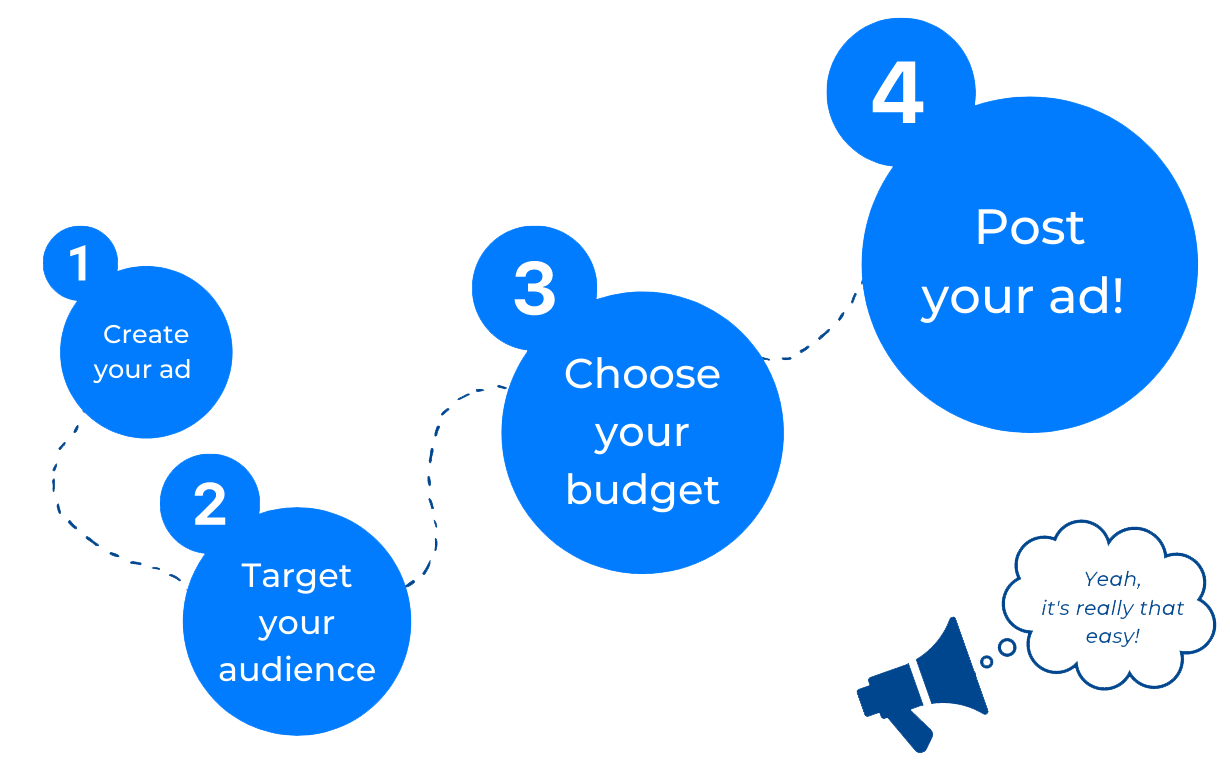 1
Create
your ad
2
Target
your
audience
3
Choose
your
budget
4
Post
your ad!
Yeah,
it's really that
easy!